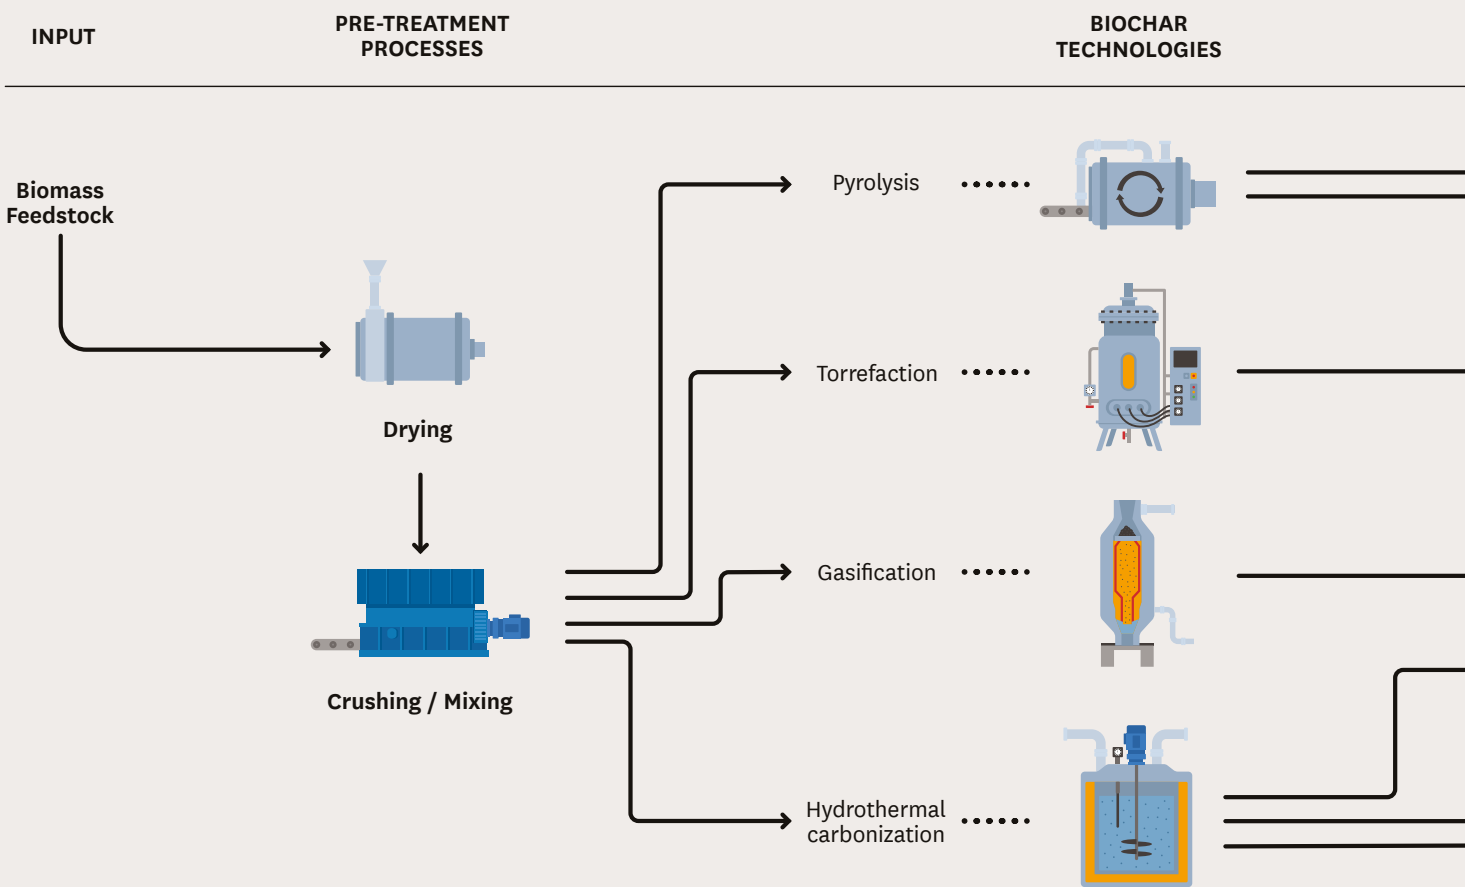 INPUT
PRE-TREATMENT
PROCESSES
BIOCHAR
TECHNOLOGIES
Biomass
Feedstock
Pyrolysis
Torrefaction
Drying
Gasification
Crushing / Mixing
Hydrothermal
carbonization